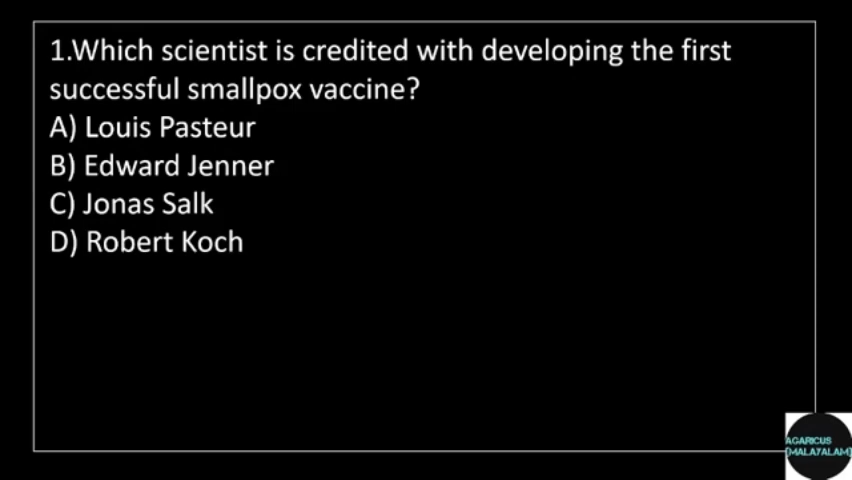 1.Which scientist is credited with developing the first
successful smallpox vaccine?
A) Louis Pasteur
B) Edward Jenner
C) Jonas Salk
D) Robert Koch
AGARICUS
[MALAYALAM]